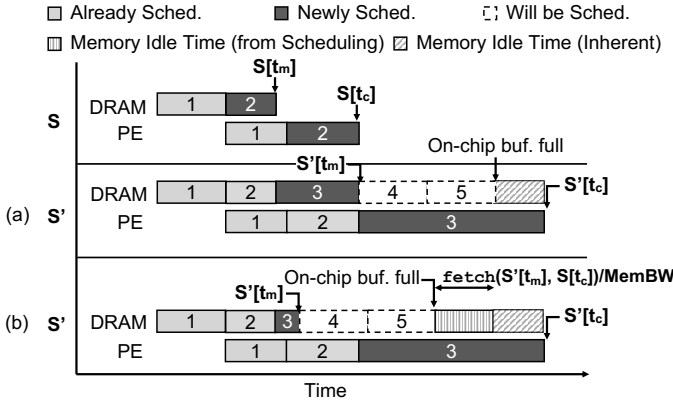 Already Sched. Newly Sched. Will be Sched.
Memory Idle Time (from Scheduling) Memory Idle Time (Inherent)
S[tm]
S[tc]
S DRAM 1 2
PE 1 2
On-chip buf. full
S'[tm]
S'[tc]
DRAM 1 2 3 4 5
(a) S'
PE 1 2 3
On-chip buf. full fetch(S'[tm], S[tc])/MemBW
S'[tm]
S'[tc]
(b) S' DRAM 1 2 3 4 5
PE 1 2 3
Time